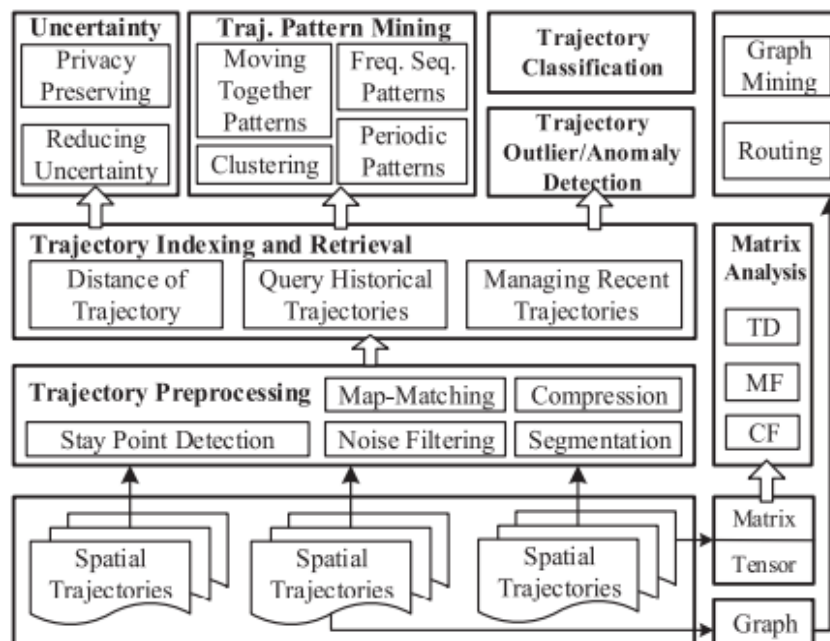 Uncertainty
Privacy
Preserving
Reducing
Uncertainty
Traj. Pattern Mining
Moving
Together
Patterns
Clustering
Freq. Seq.
Patterns
Periodic
Patterns
Trajectory
Classification
Trajectory
Outlier/Anomaly
Detection
Graph
Mining
Routing
Trajectory Indexing and Retrieval
Distance of
Trajectory
Query Historical
Trajectories
Managing Recent
Trajectories
Matrix
Analysis
TD
MF
CF
Trajectory Preprocessing
Map-Matching
Compression
Stay Point Detection
Noise Filtering
Segmentation
Spatial
Trajectories
Spatial
Trajectories
Spatial
Trajectories
Matrix
Tensor
Graph